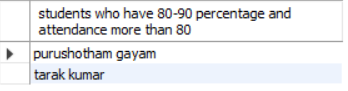 students who have 80-90 percentage and
attendance more than 80
purushotham gayam
tarak kumar